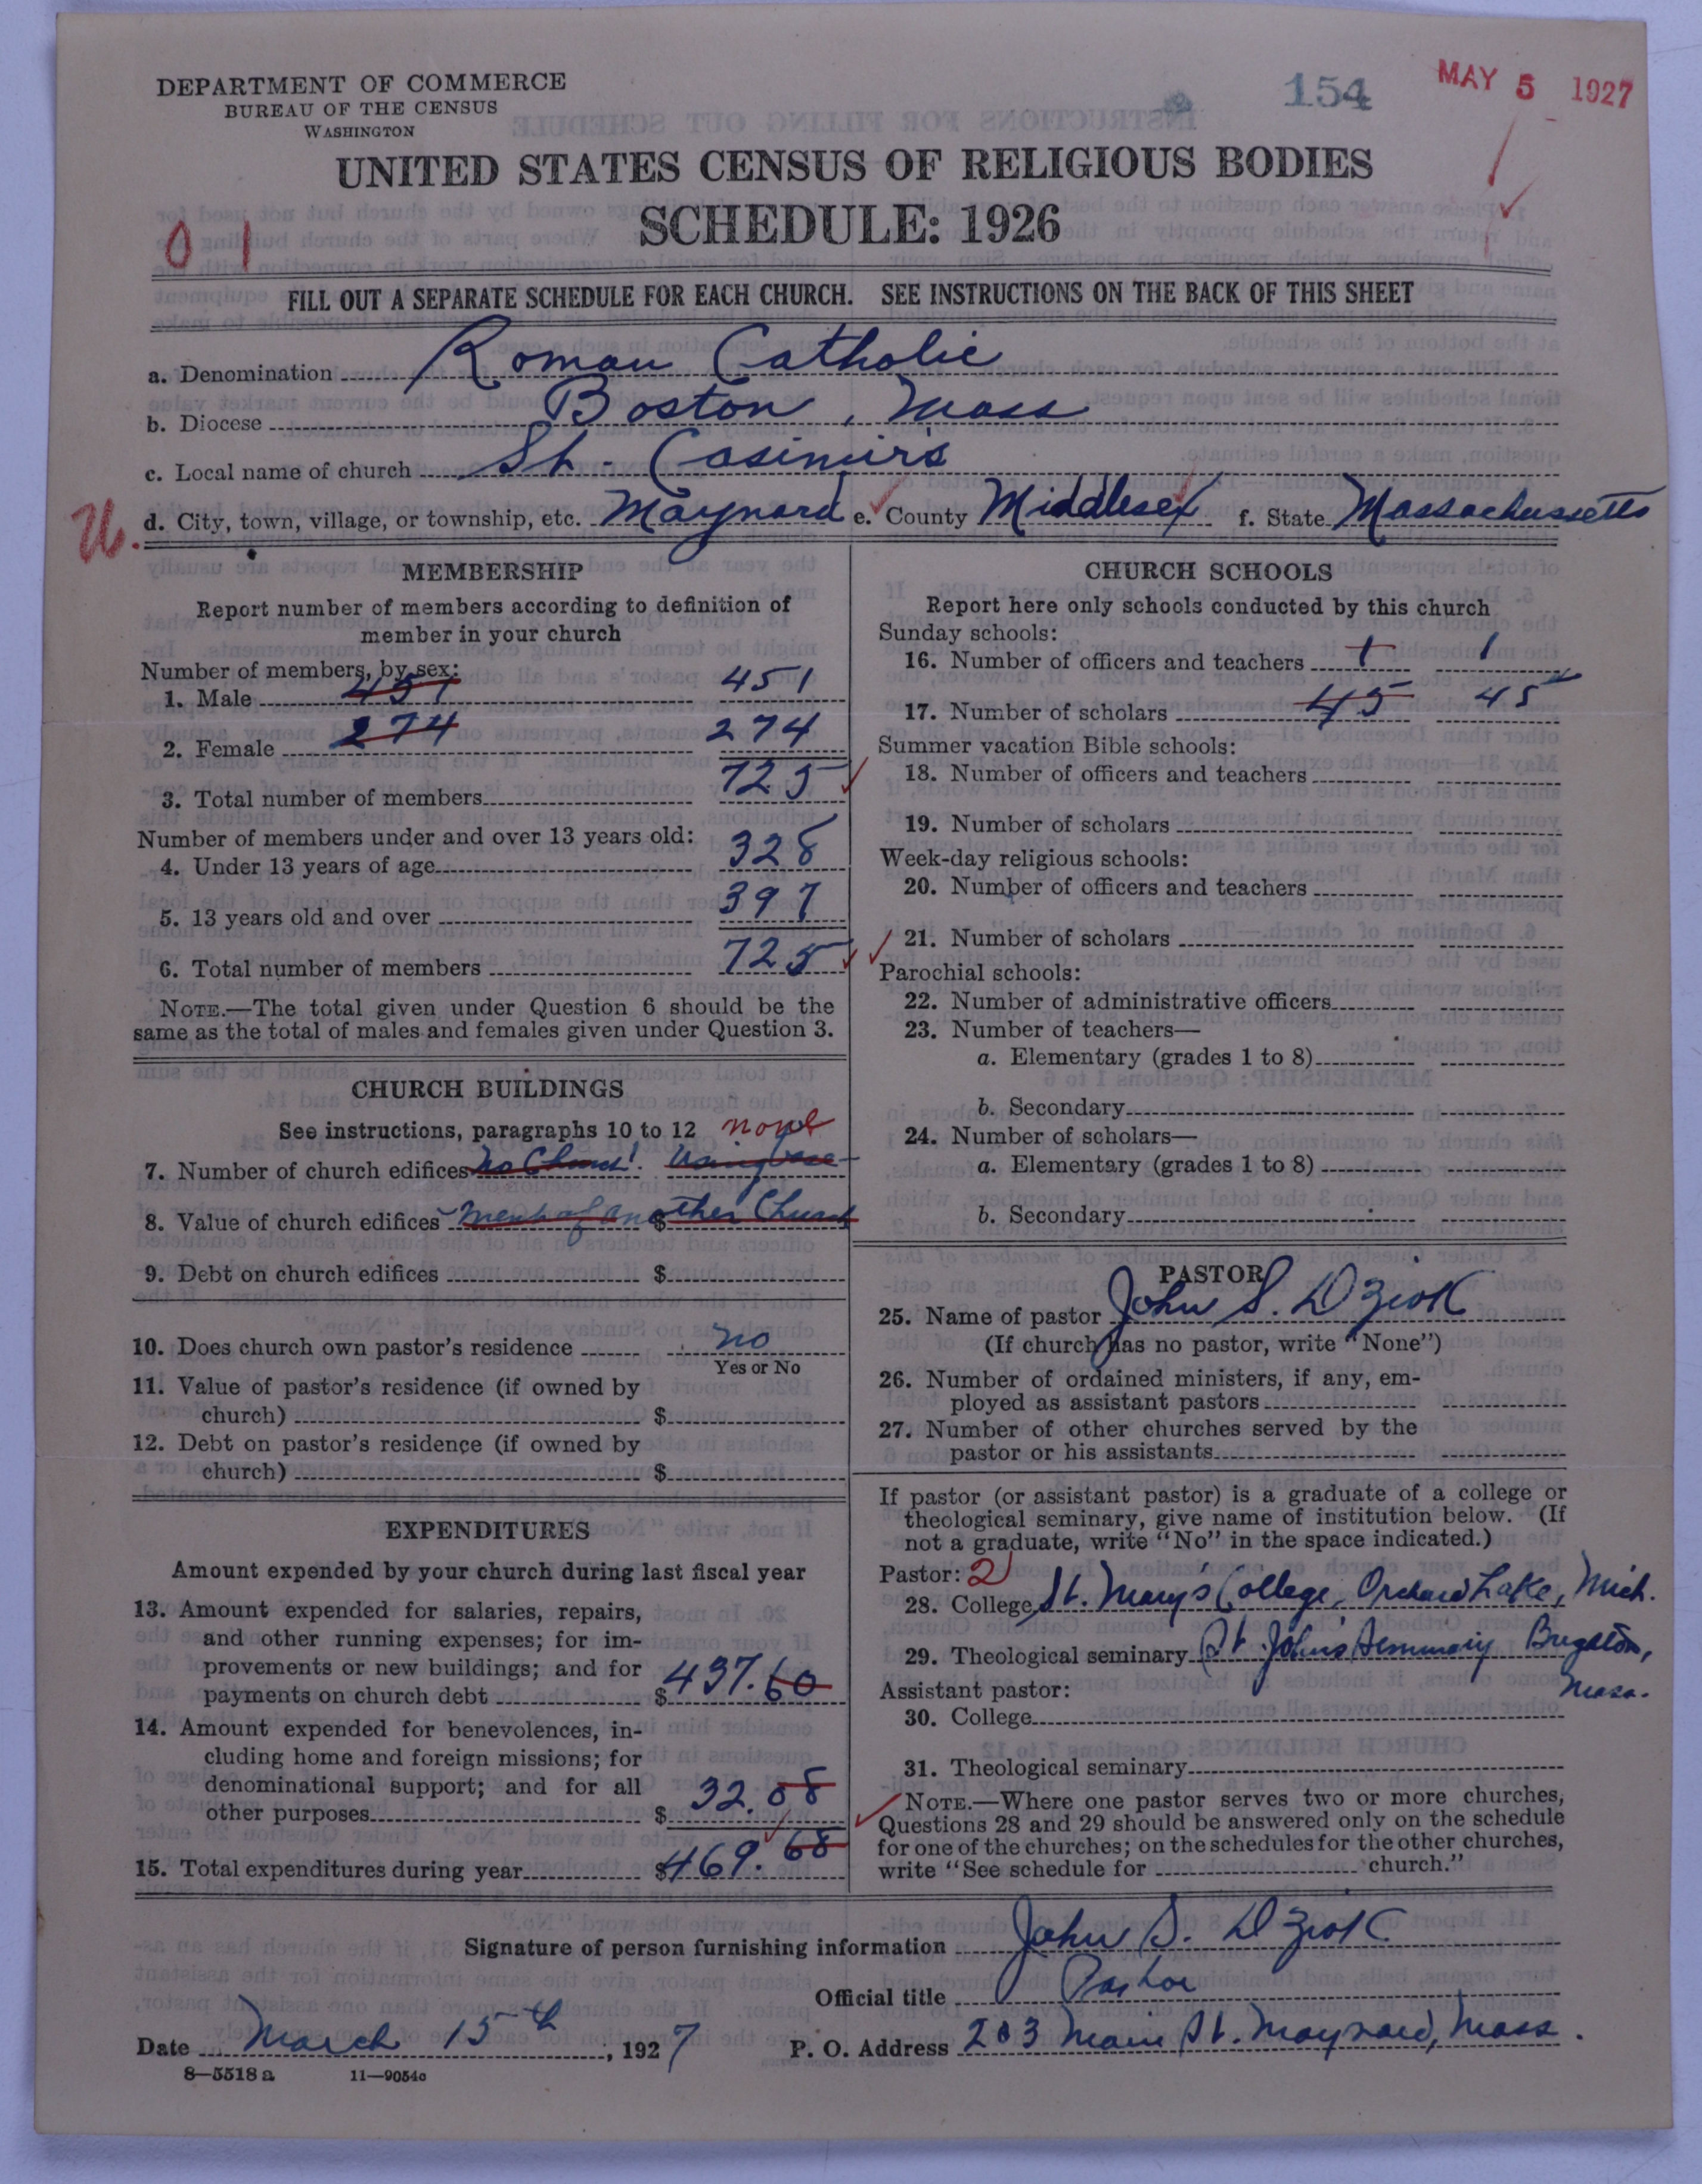 DEPARTMENT OF COMMERCE
BUREAU OF THE CENSUS
WASHINGTON
154
MAY 5 1927
UNITED STATES CENSUS OF RELIGIOUS BODIES
SCHEDULE: 1926
0 1
FILL OUT A SEPARATE SCHEDULE FOR EACH CHURCH. SEE INSTRUCTIONS ON THE BACK OF THIS SHEET
a. Denomination Roman Catholic
b. Diocese Boston, Mass
c. Local name of church St. Casimir's
d. City, town, village, or township, etc. Maynard e. County Middlesex f. State Massachussetts
U.
MEMBERSHIP
Report number of members according to definition of
member in your church
Number of members, by sex:
1. Male 451 451
2. Female 274 274
3. Total number of members 725
Number of members under and over 13 years old:
4. Under 13 years of age 328
5. 13 years old and over 397
6. Total number of members 725
NOTE.—The total given under Question 6 should be the
same as the total of males and females given under Question 3.
CHURCH BUILDINGS
See instructions, paragraphs 10 to 12 none
7. Number of church edifices No Church! Using base-
8. Value of church edifices ment of another Church $
9. Debt on church edifices $
10. Does church own pastor's residence no
Yes or No
11. Value of pastor's residence (if owned by
church) $
12. Debt on pastor's residence (if owned by
church) $
EXPENDITURES
Amount expended by your church during last fiscal year
13. Amount expended for salaries, repairs,
and other running expenses; for im-
provements or new buildings; and for
payments on church debt $437.60
14. Amount expended for benevolences, in-
cluding home and foreign missions; for
denominational support; and for all
other purposes $32.08
15. Total expenditures during year $469.68
CHURCH SCHOOLS
Report here only schools conducted by this church
Sunday schools:
16. Number of officers and teachers 1 1
17. Number of scholars 45 45
Summer vacation Bible schools:
18. Number of officers and teachers
19. Number of scholars
Week-day religious schools:
20. Number of officers and teachers
21. Number of scholars
Parochial schools:
22. Number of administrative officers
23. Number of teachers—
a. Elementary (grades 1 to 8)
b. Secondary
24. Number of scholars—
a. Elementary (grades 1 to 8)
b. Secondary
PASTOR
25. Name of pastor John S. Dziok
(If church has no pastor, write "None")
26. Number of ordained ministers, if any, em-
ployed as assistant pastors
27. Number of other churches served by the
pastor or his assistants
If pastor (or assistant pastor) is a graduate of a college or
theological seminary, give name of institution below. (If
not a graduate, write "No" in the space indicated.)
Pastor: 2
28. College St. Mary's College, Orchard Lake, Mich.
29. Theological seminary St. John's Seminary Brigaton,
Mass.
Assistant pastor:
30. College
31. Theological seminary
NOTE.—Where one pastor serves two or more churches,
Questions 28 and 29 should be answered only on the schedule
for one of the churches; on the schedules for the other churches,
write "See schedule for church."
Signature of person furnishing information John S. Dziok
Official title Pastor
Date March 15th, 1927 P. O. Address 203 Main St. Maynard, Mass.
8—5518 a 11—9054c